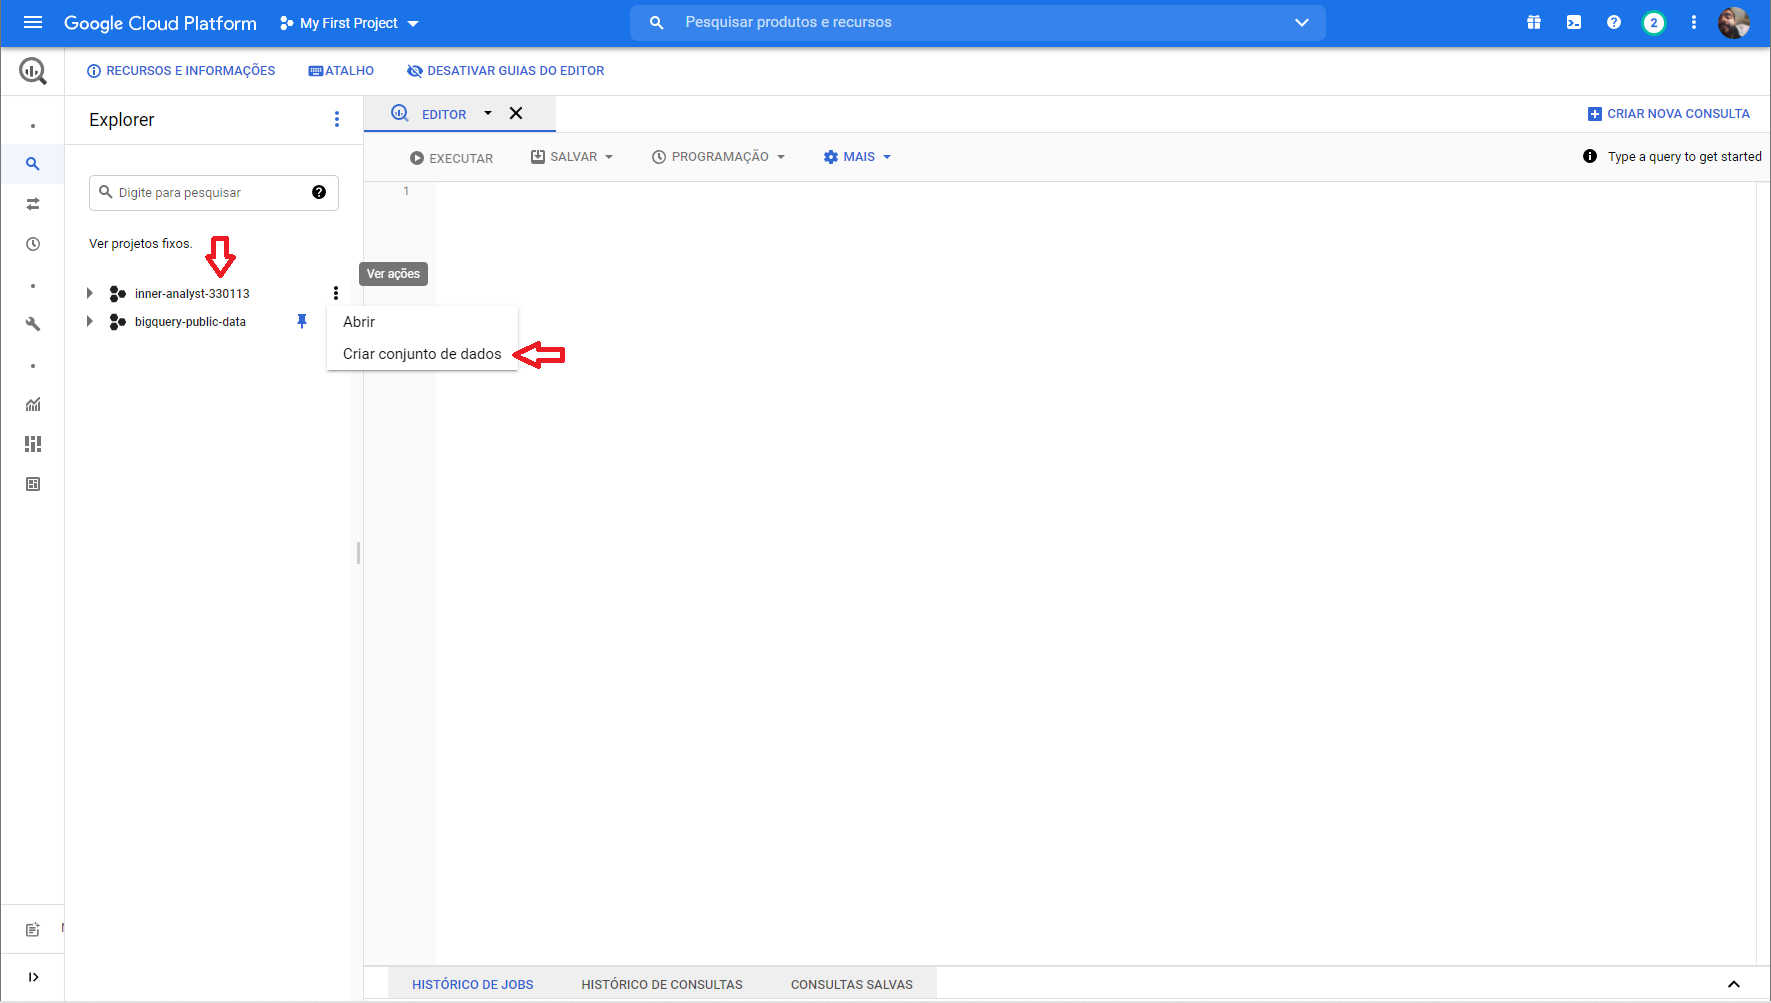 Google Cloud Platform
My First Project
Pesquisar produtos e recursos
2
RECURSOS E INFORMAÇÕES
ATALHO
DESATIVAR GUIAS DO EDITOR
Explorer
EDITOR
CRIAR NOVA CONSULTA
EXECUTAR
SALVAR
PROGRAMAÇÃO
MAIS
Type a query to get started
Digite para pesquisar
1
Ver projetos fixos.
Ver ações
inner-analyst-330113
bigquery-public-data
Abrir
Criar conjunto de dados
HISTÓRICO DE JOBS
HISTÓRICO DE CONSULTAS
CONSULTAS SALVAS